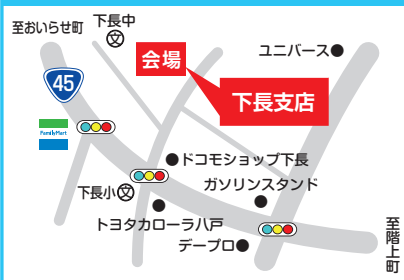 至おいらせ町
下長中
文
会場
ユニバース
45
下長支店
FamilyMart
ドコモショップ下長
下長小
文
ガソリンスタンド
トヨタカローラ八戸
デープロ
至階上町